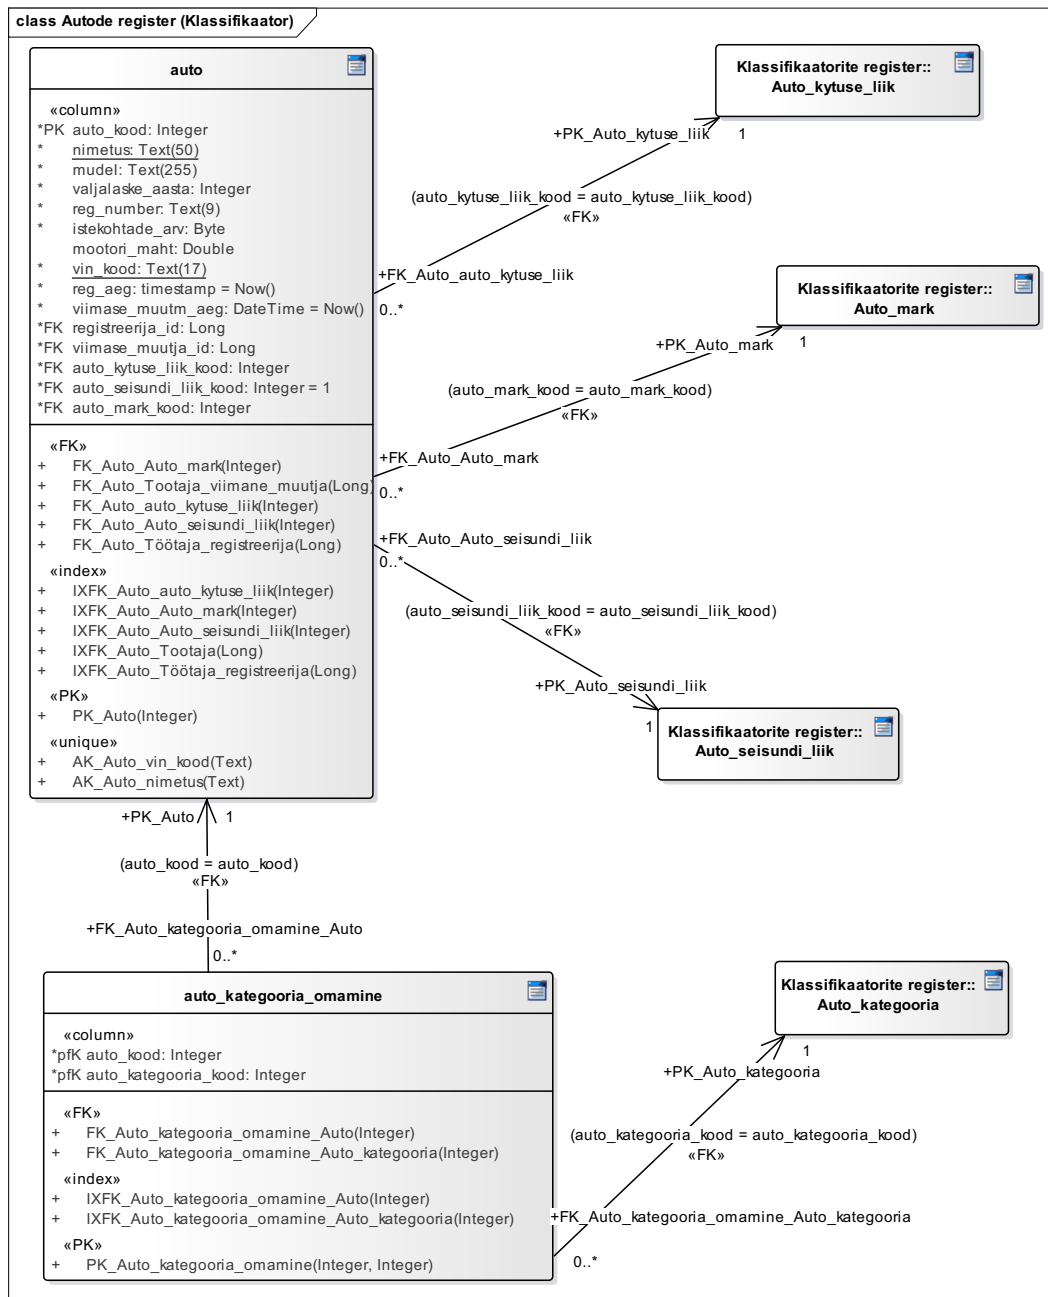 class Autode register (Klassifikaator)
auto
«column»
*PK auto_kood: Integer
* nimetus: Text(50)
* mudel: Text(255)
* valjalaske_aasta: Integer
* reg_number: Text(9)
* istekohtade_arv: Byte
mootori_maht: Double
* vin_kood: Text(17)
* reg_aeg: timestamp = Now()
* viimase_muutm_aeg: DateTime = Now()
*FK registreerija_id: Long
*FK viimase_muutja_id: Long
*FK auto_kytuse_liik_kood: Integer
*FK auto_seisundi_liik_kood: Integer = 1
*FK auto_mark_kood: Integer
«FK»
+ FK_Auto_Auto_mark(Integer)
+ FK_Auto_Tootaja_viimane_muutja(Long)
+ FK_Auto_auto_kytuse_liik(Integer)
+ FK_Auto_Auto_seisundi_liik(Integer)
+ FK_Auto_Töötaja_registreerija(Long)
«index»
+ IXFK_Auto_auto_kytuse_liik(Integer)
+ IXFK_Auto_Auto_mark(Integer)
+ IXFK_Auto_Auto_seisundi_liik(Integer)
+ IXFK_Auto_Tootaja(Long)
+ IXFK_Auto_Töötaja_registreerija(Long)
«PK»
+ PK_Auto(Integer)
«unique»
+ AK_Auto_vin_kood(Text)
+ AK_Auto_nimetus(Text)
Klassifikaatorite register::
Auto_kytuse_liik
+PK_Auto_kytuse_liik
1
(auto_kytuse_liik_kood = auto_kytuse_liik_kood)
«FK»
+FK_Auto_auto_kytuse_liik
0..*
Klassifikaatorite register::
Auto_mark
+PK_Auto_mark
1
(auto_mark_kood = auto_mark_kood)
«FK»
+FK_Auto_Auto_mark
0..*
+FK_Auto_Auto_seisundi_liik
0..*
(auto_seisundi_liik_kood = auto_seisundi_liik_kood)
«FK»
+PK_Auto_seisundi_liik
1
Klassifikaatorite register::
Auto_seisundi_liik
+PK_Auto
1
(auto_kood = auto_kood)
«FK»
+FK_Auto_kategooria_omamine_Auto
0..*
auto_kategooria_omamine
«column»
*pfK auto_kood: Integer
*pfK auto_kategooria_kood: Integer
«FK»
+ FK_Auto_kategooria_omamine_Auto(Integer)
+ FK_Auto_kategooria_omamine_Auto_kategooria(Integer)
«index»
+ IXFK_Auto_kategooria_omamine_Auto(Integer)
+ IXFK_Auto_kategooria_omamine_Auto_kategooria(Integer)
«PK»
+ PK_Auto_kategooria_omamine(Integer, Integer)
Klassifikaatorite register::
Auto_kategooria
1
+PK_Auto_kategooria
(auto_kategooria_kood = auto_kategooria_kood)
«FK»
+FK_Auto_kategooria_omamine_Auto_kategooria
0..*